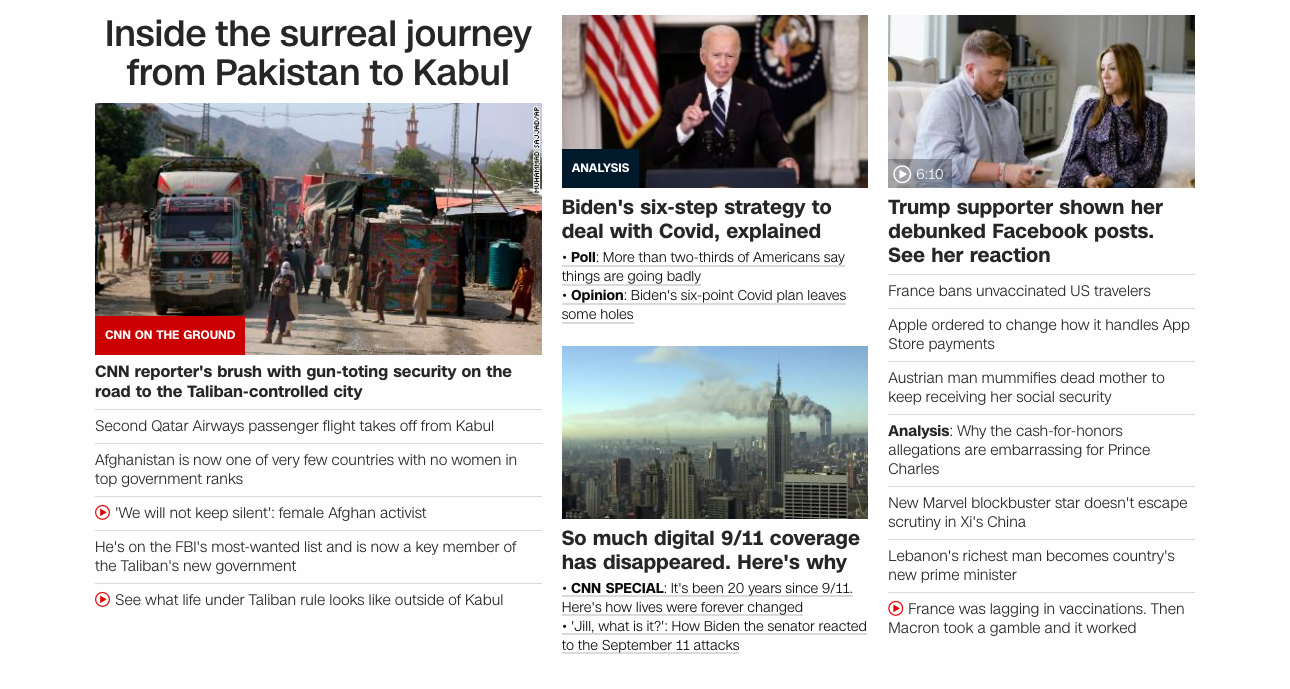 Inside the surreal journey
from Pakistan to Kabul
MUHAMMAD SAJJAD/AP
CNN ON THE GROUND
CNN reporter's brush with gun-toting security on the
road to the Taliban-controlled city
Second Qatar Airways passenger flight takes off from Kabul
Afghanistan is now one of very few countries with no women in
top government ranks
'We will not keep silent': female Afghan activist
He's on the FBI's most-wanted list and is now a key member of
the Taliban's new government
See what life under Taliban rule looks like outside of Kabul
ANALYSIS
Biden's six-step strategy to
deal with Covid, explained
• Poll: More than two-thirds of Americans say
things are going badly
• Opinion: Biden's six-point Covid plan leaves
some holes
So much digital 9/11 coverage
has disappeared. Here's why
• CNN SPECIAL: It's been 20 years since 9/11.
Here's how lives were forever changed
• 'Jill, what is it?': How Biden the senator reacted
to the September 11 attacks
6:10
Trump supporter shown her
debunked Facebook posts.
See her reaction
France bans unvaccinated US travelers
Apple ordered to change how it handles App
Store payments
Austrian man mummifies dead mother to
keep receiving her social security
Analysis: Why the cash-for-honors
allegations are embarrassing for Prince
Charles
New Marvel blockbuster star doesn't escape
scrutiny in Xi's China
Lebanon's richest man becomes country's
new prime minister
France was lagging in vaccinations. Then
Macron took a gamble and it worked